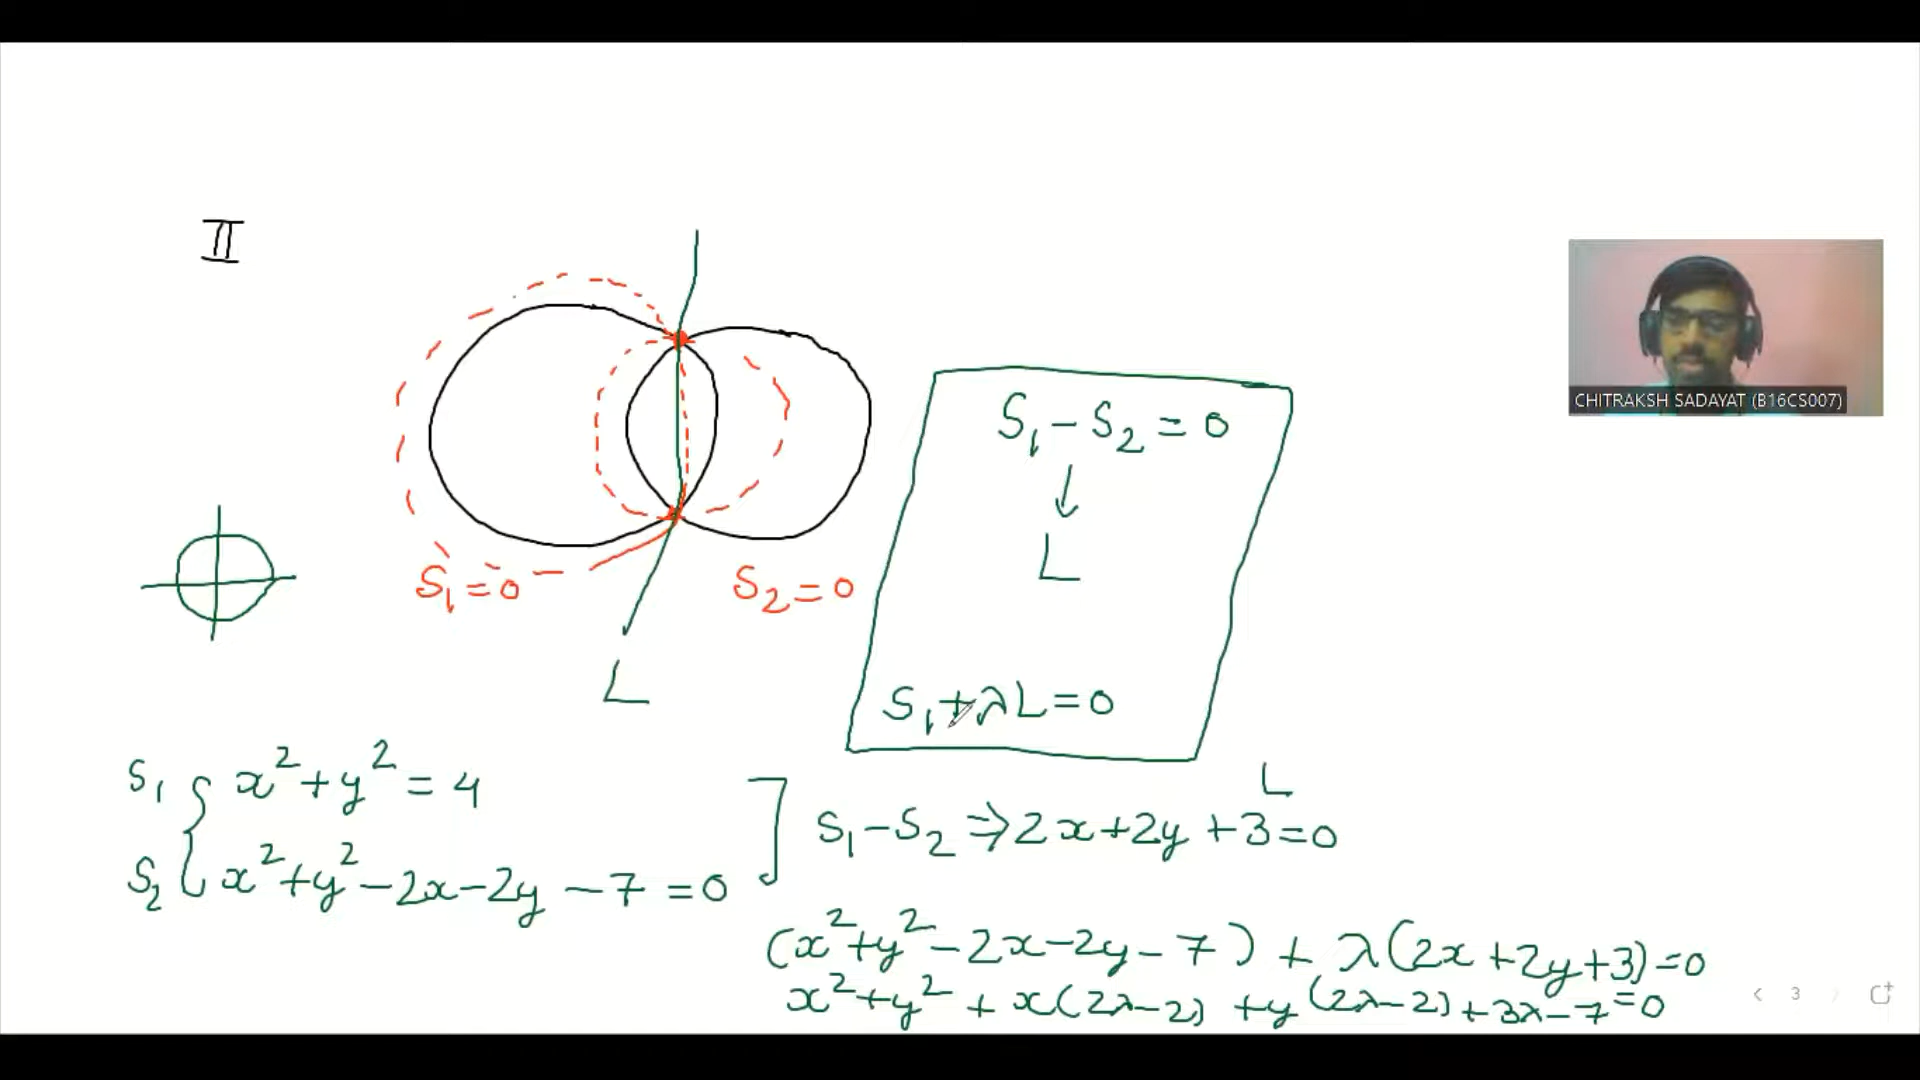 II
CHITRAKSH SADAYAT (B16CS007)
S₁ - S₂ = 0
↓
L
S₁ = 0
S₂ = 0
L
S₁ + λL = 0
S₁ { x² + y² = 4
S₂ { x² + y² - 2x - 2y - 7 = 0
] S₁ - S₂ ⇒ 2x + 2y + 3 = 0
L
(x² + y² - 2x - 2y - 7) + λ(2x + 2y + 3) = 0
x² + y² + x(2λ - 2) + y(2λ - 2) + 3λ - 7 = 0
< 3 >